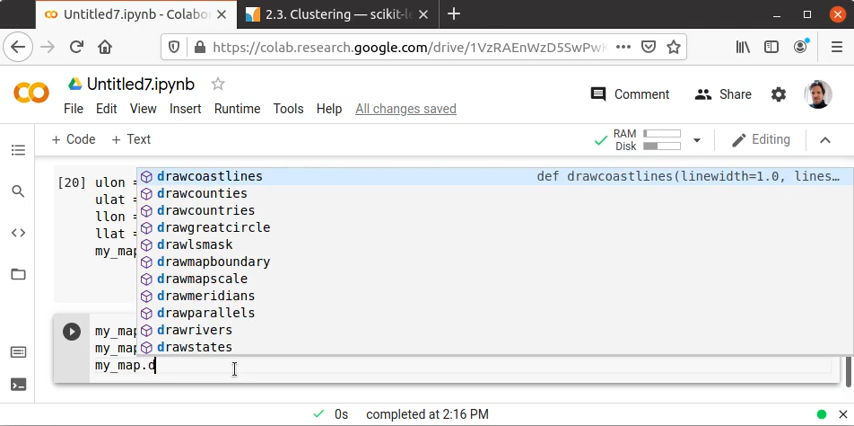 Untitled7.ipynb - Colabo
2.3. Clustering — scikit-le
https://colab.research.google.com/drive/1VzRAEnWzD5SwPwK
Untitled7.ipynb
File Edit View Insert Runtime Tools Help All changes saved
Comment Share
+ Code + Text
RAM
Disk
Editing
[20] ulon =
ulat =
llon =
llat =
my_map
drawcoastlines def drawcoastlines(linewidth=1.0, lines…
drawcounties
drawcountries
drawgreatcircle
drawlsmask
drawmapboundary
drawmapscale
drawmeridians
drawparallels
drawrivers
drawstates
my_map
my_map
my_map.d
0s completed at 2:16 PM